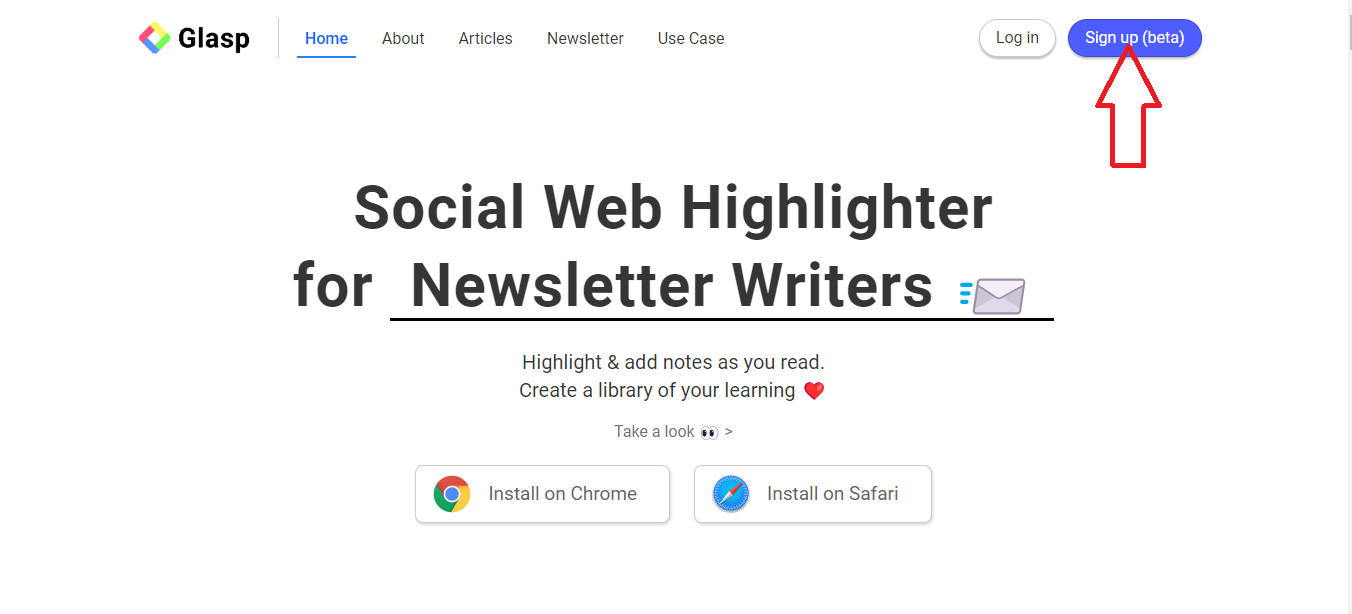 Glasp
Home About Articles Newsletter Use Case
Log in Sign up (beta)
Social Web Highlighter
for Newsletter Writers
Highlight & add notes as you read.
Create a library of your learning ❤️
Take a look 👀 >
Install on Chrome Install on Safari